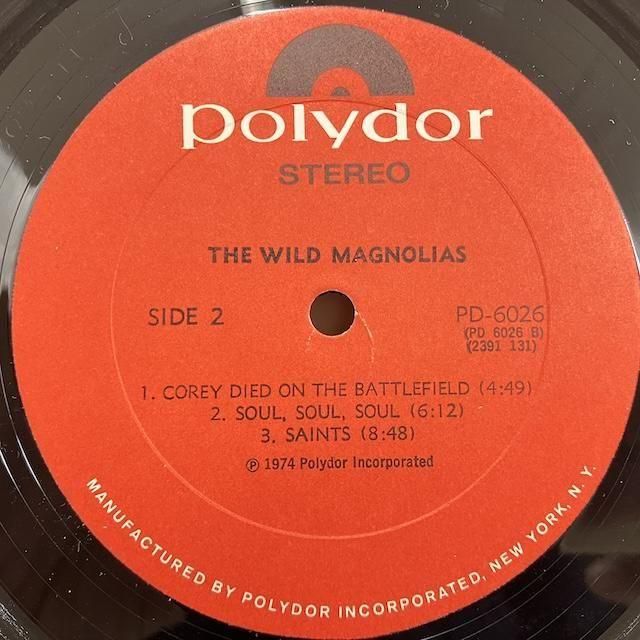 polydor
STEREO
THE WILD MAGNOLIAS
SIDE 2
PD-6026
(PD 6026 B)
(2391 131)
1. COREY DIED ON THE BATTLEFIELD (4:49)
2. SOUL, SOUL, SOUL (6:12)
3. SAINTS (8:48)
℗ 1974 Polydor Incorporated
MANUFACTURED BY POLYDOR INCORPORATED, NEW YORK, N. Y.